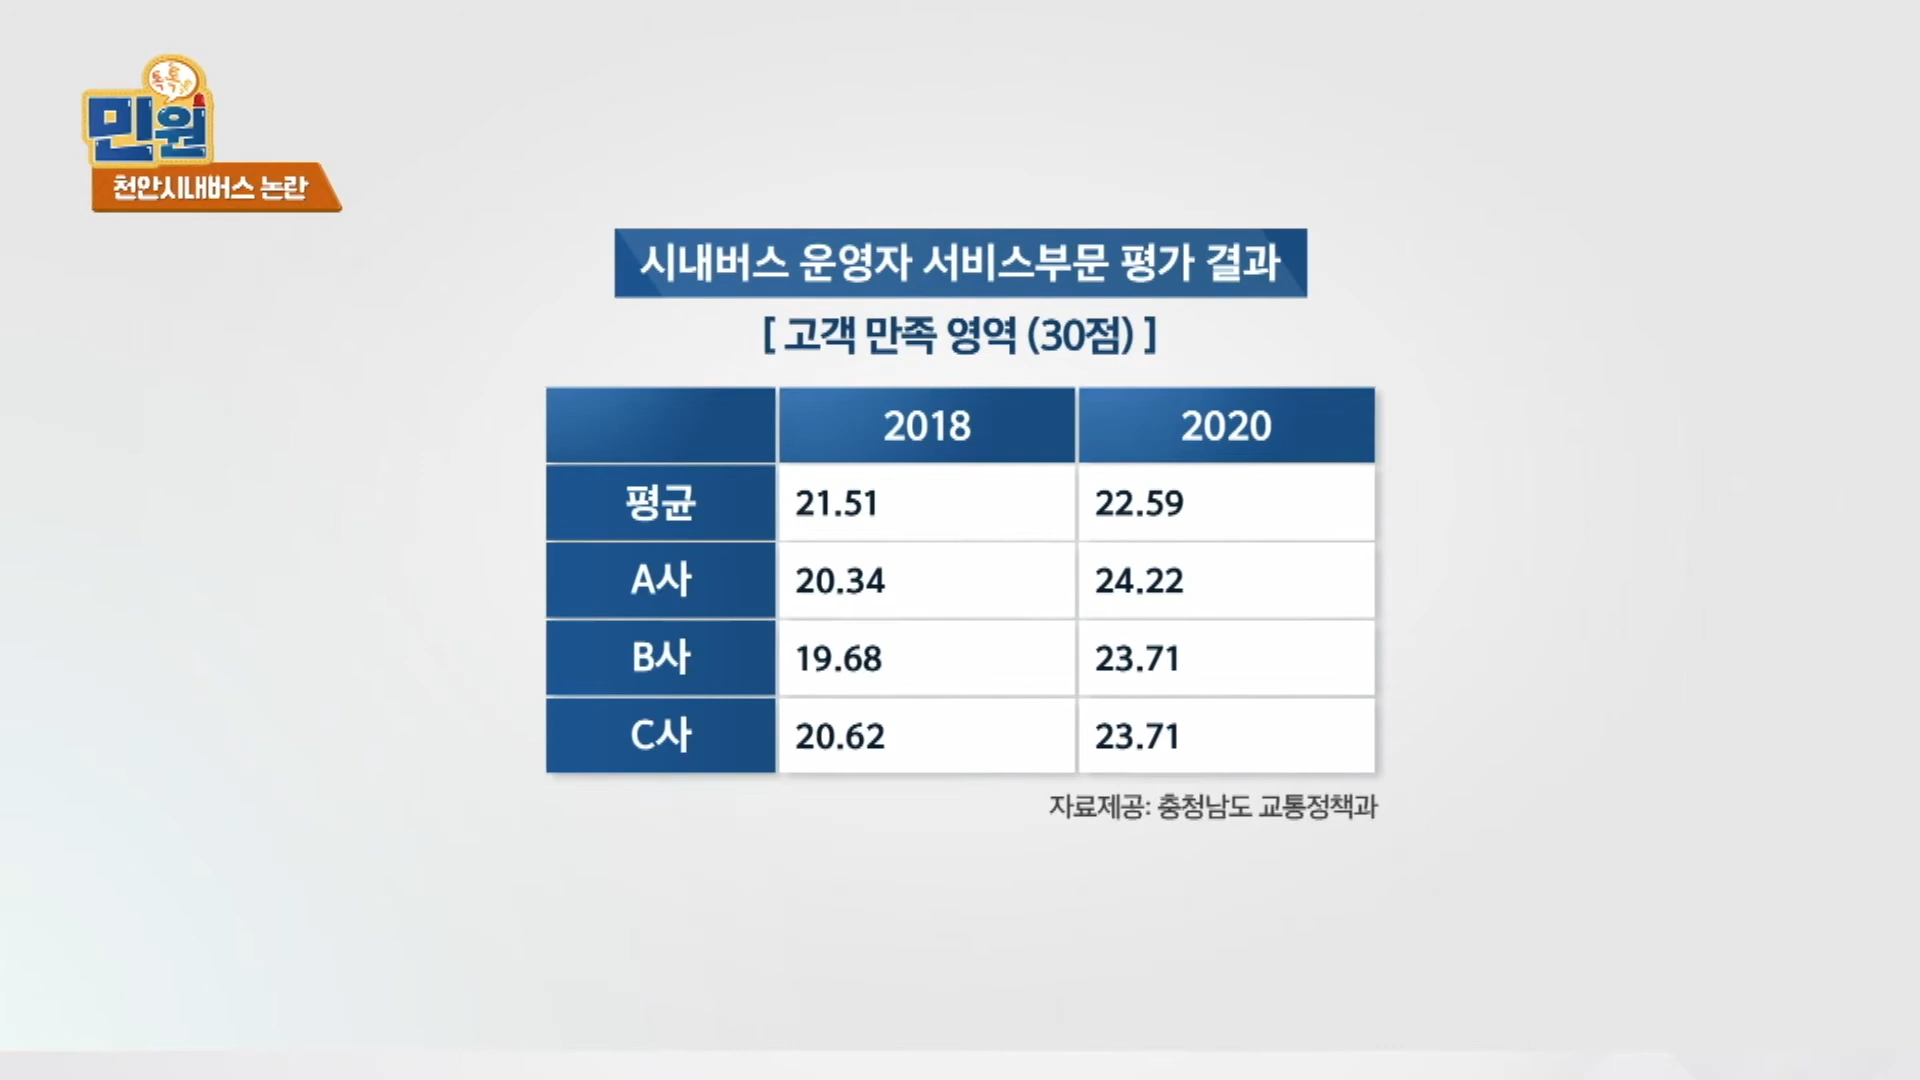 톡톡
민원
천안시내버스 논란
시내버스 운영자 서비스부문 평가 결과
[ 고객 만족 영역 (30점) ]
2018 2020
평균 21.51 22.59
A사 20.34 24.22
B사 19.68 23.71
C사 20.62 23.71
자료제공: 충청남도 교통정책과